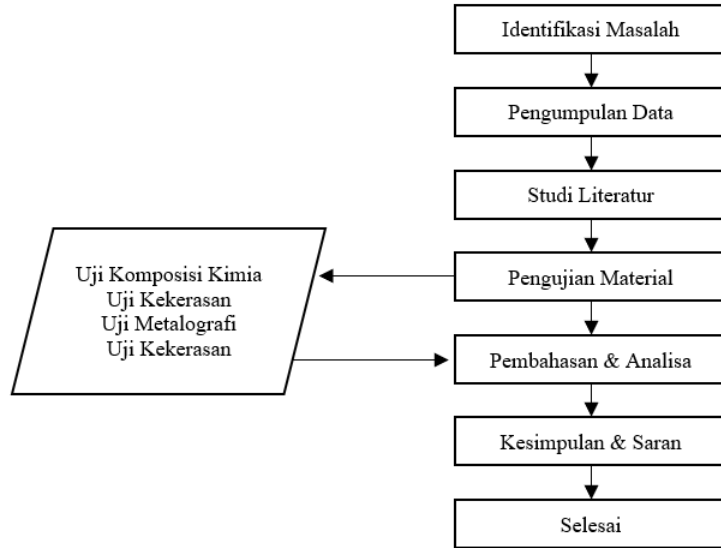 Identifikasi Masalah
Pengumpulan Data
Studi Literatur
Pengujian Material
Uji Komposisi Kimia
Uji Kekerasan
Uji Metalografi
Uji Kekerasan
Pembahasan & Analisa
Kesimpulan & Saran
Selesai